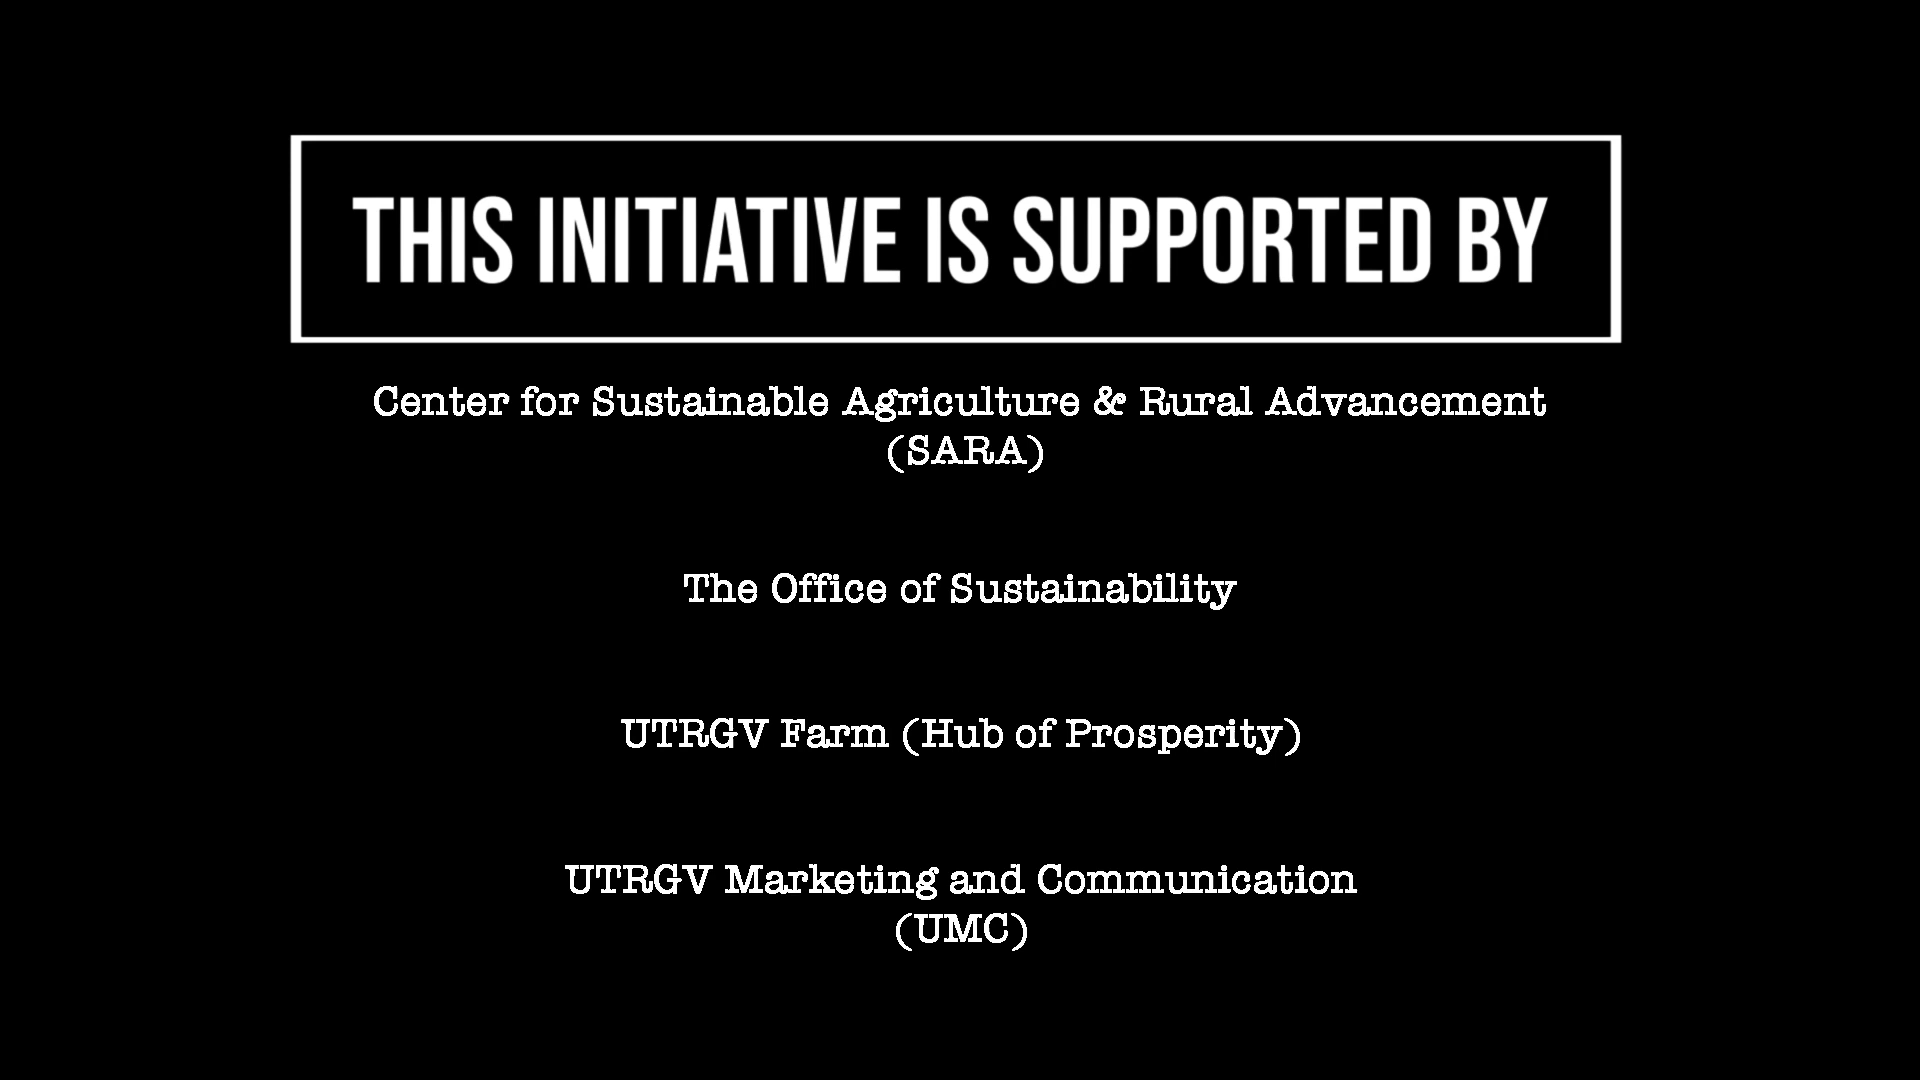 THIS INITIATIVE IS SUPPORTED BY
Center for Sustainable Agriculture & Rural Advancement
(SARA)
The Office of Sustainability
UTRGV Farm (Hub of Prosperity)
UTRGV Marketing and Communication
(UMC)